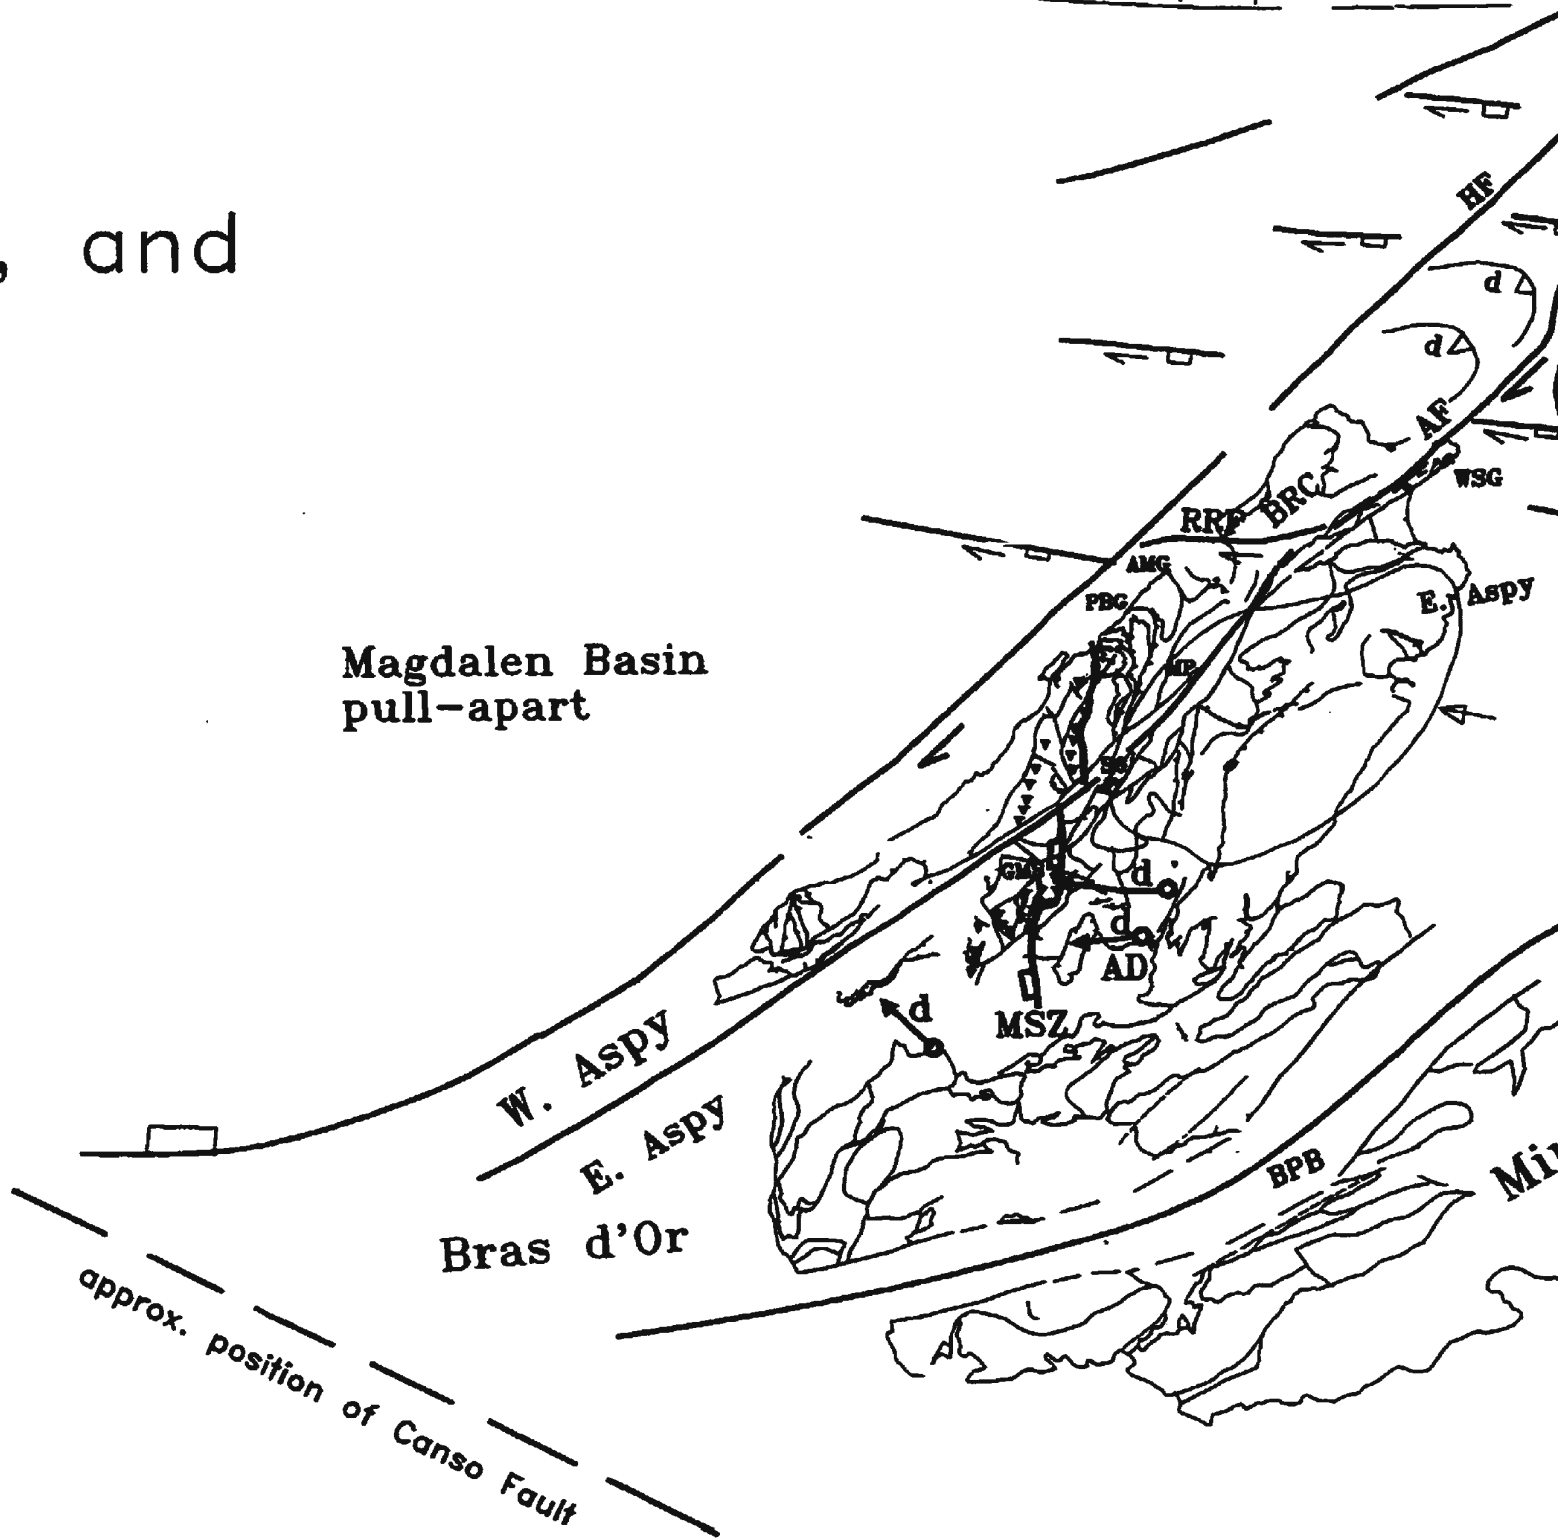 , and
HF
d
d
AF
WSG
BRC
RRF
AMG
PBG
E. Aspy
Magdalen Basin
pull-apart
MP
d
d
AD
d
MSZ
W. Aspy
E. Aspy
BPB
Bras d'Or
approx. position of Canso Fault